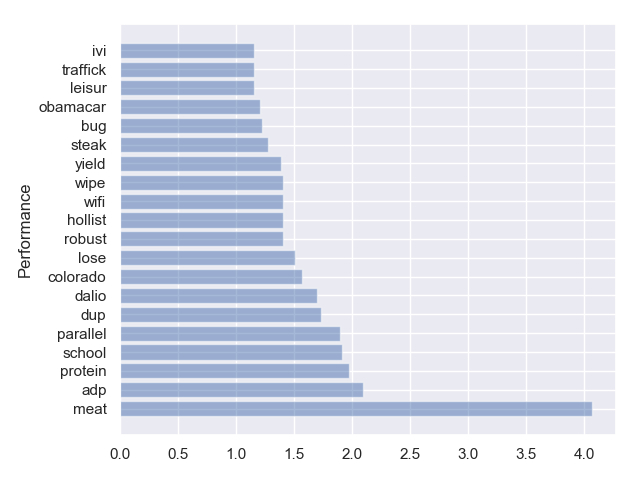 ivi
traffick
leisur
obamacar
bug
steak
yield
wipe
wifi
hollist
robust
lose
colorado
dalio
dup
parallel
school
protein
adp
meat
Performance
0.0 0.5 1.0 1.5 2.0 2.5 3.0 3.5 4.0